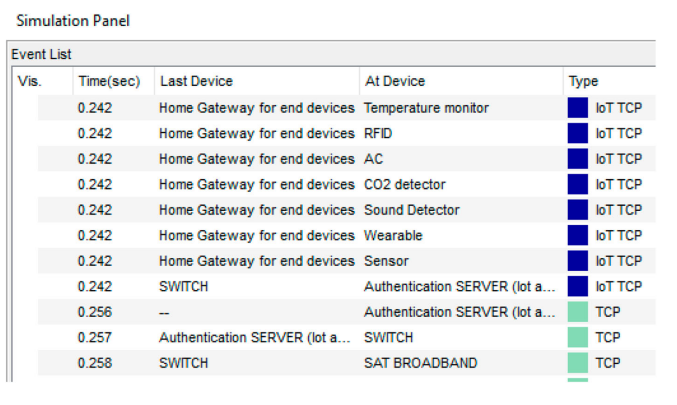 Simulation Panel
Event List
Vis. Time(sec) Last Device At Device Type
0.242 Home Gateway for end devices Temperature monitor IoT TCP
0.242 Home Gateway for end devices RFID IoT TCP
0.242 Home Gateway for end devices AC IoT TCP
0.242 Home Gateway for end devices CO2 detector IoT TCP
0.242 Home Gateway for end devices Sound Detector IoT TCP
0.242 Home Gateway for end devices Wearable IoT TCP
0.242 Home Gateway for end devices Sensor IoT TCP
0.242 SWITCH Authentication SERVER (Iot a... IoT TCP
0.256 -- Authentication SERVER (Iot a... TCP
0.257 Authentication SERVER (Iot a... SWITCH TCP
0.258 SWITCH SAT BROADBAND TCP